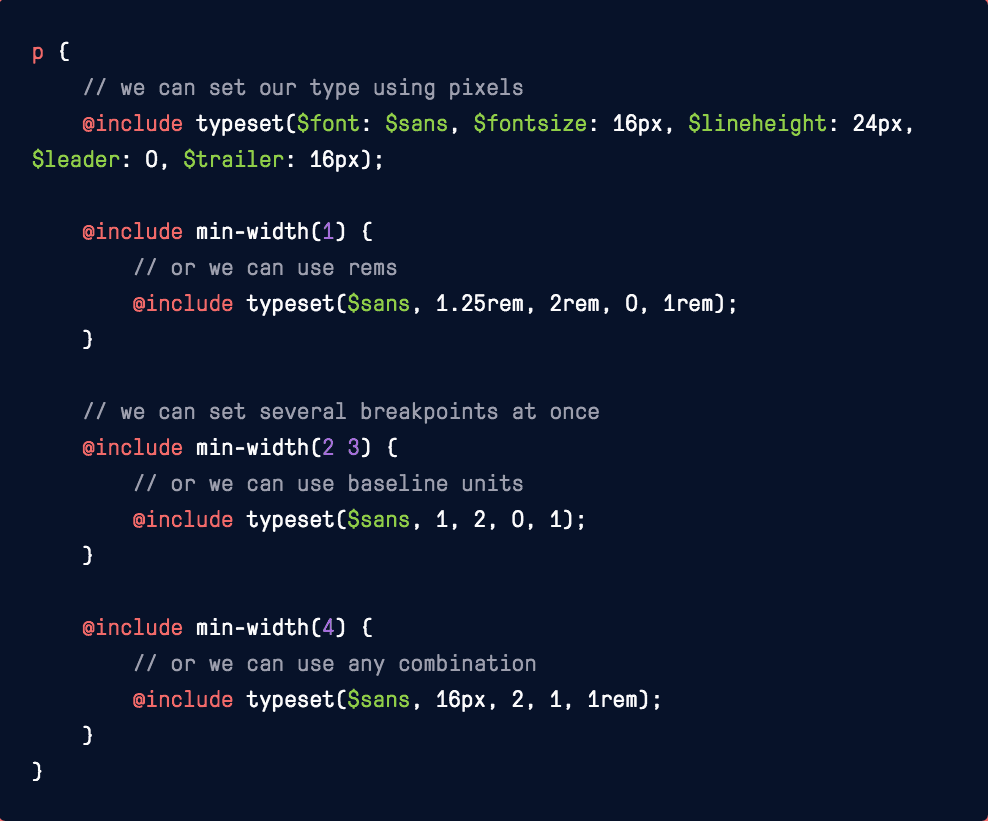 p {
    // we can set our type using pixels
    @include typeset($font: $sans, $fontsize: 16px, $lineheight: 24px,
$leader: 0, $trailer: 16px);

    @include min-width(1) {
        // or we can use rems
        @include typeset($sans, 1.25rem, 2rem, 0, 1rem);
    }

    // we can set several breakpoints at once
    @include min-width(2 3) {
        // or we can use baseline units
        @include typeset($sans, 1, 2, 0, 1);
    }

    @include min-width(4) {
        // or we can use any combination
        @include typeset($sans, 16px, 2, 1, 1rem);
    }
}